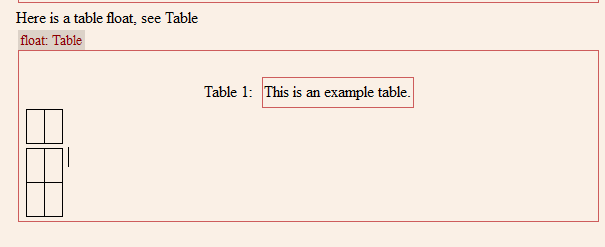 Here is a table float, see Table
float: Table
Table 1: This is an example table.